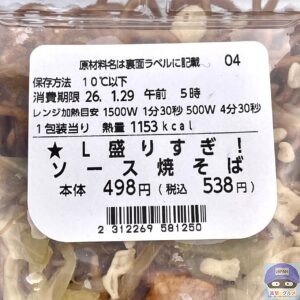 原材料名は裏面ラベルに記載 04
保存方法 10℃以下
消費期限 26. 1.29 午前 5時
レンジ加熱目安 1500W 1分30秒 500W 4分30秒
1包装当り 熱量 1153kcal
★L盛りすぎ！
ソース焼そば
本体 498円(税込 538円)
2 312269 581250